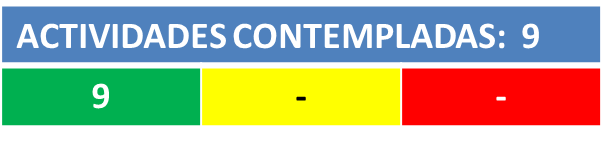 ACTIVIDADES CONTEMPLADAS: 9
9 - -